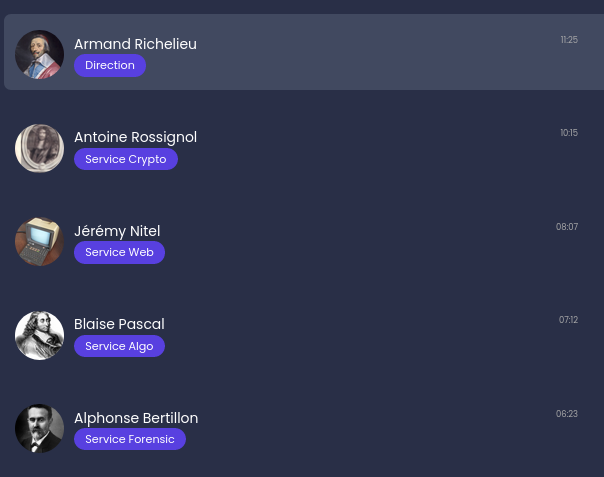 Armand Richelieu 11:25
Direction
Antoine Rossignol 10:15
Service Crypto
Jérémy Nitel 08:07
Service Web
Blaise Pascal 07:12
Service Algo
Alphonse Bertillon 06:23
Service Forensic